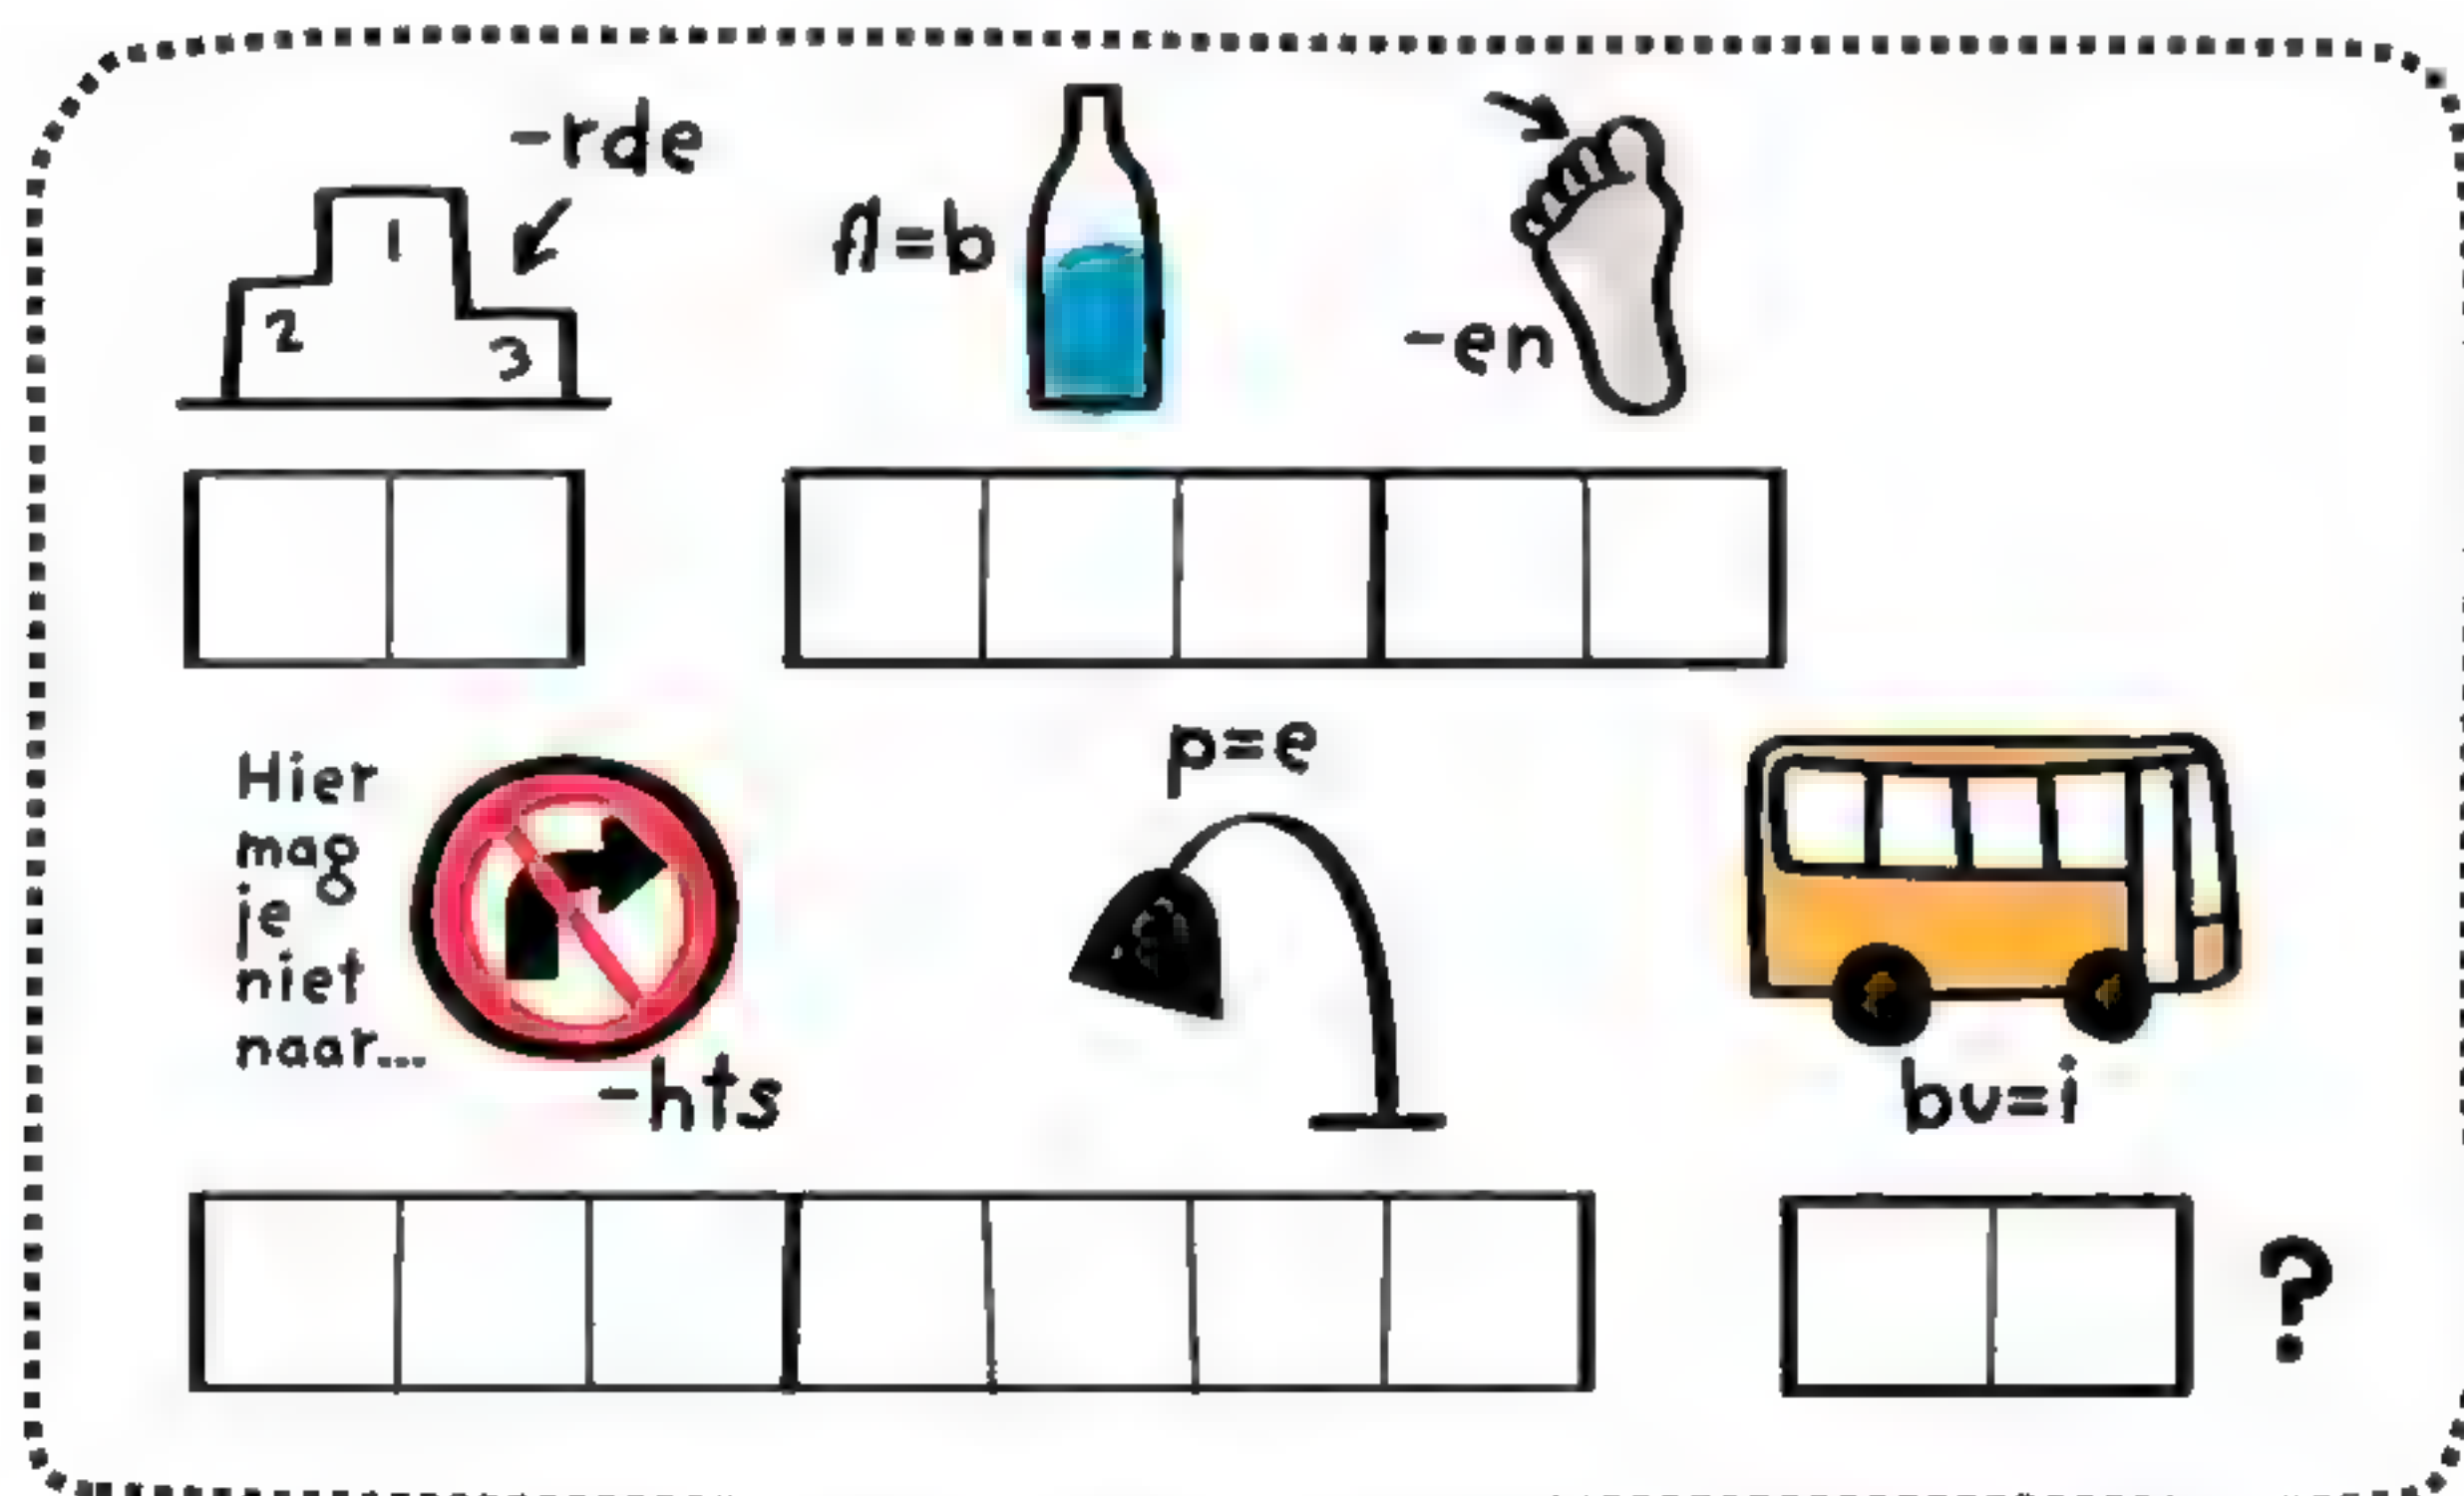 -rde
1
2
3
fl=b
-en
Hier
mag
je
niet
naar...
-hts
p=e
bu=i
?